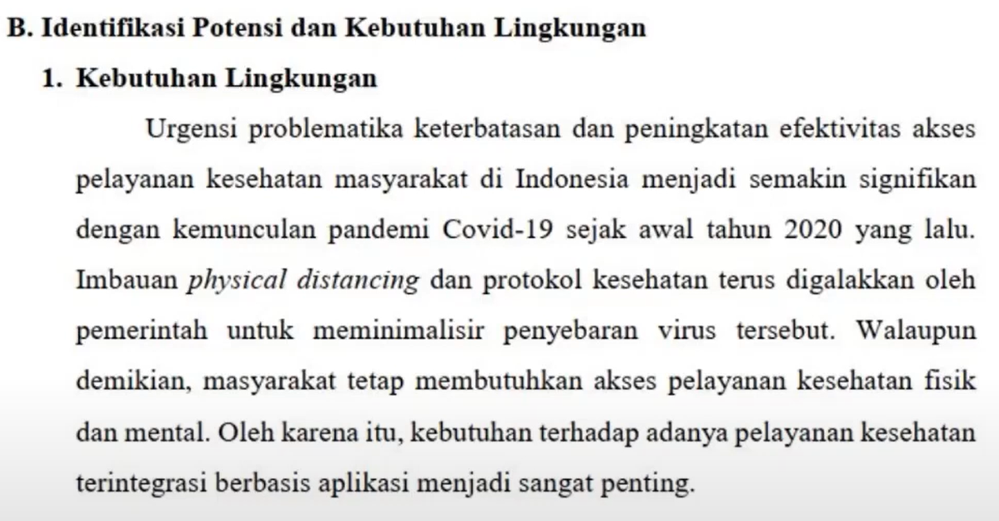 B. Identifikasi Potensi dan Kebutuhan Lingkungan
1. Kebutuhan Lingkungan
Urgensi problematika keterbatasan dan peningkatan efektivitas akses
pelayanan kesehatan masyarakat di Indonesia menjadi semakin signifikan
dengan kemunculan pandemi Covid-19 sejak awal tahun 2020 yang lalu.
Imbauan physical distancing dan protokol kesehatan terus digalakkan oleh
pemerintah untuk meminimalisir penyebaran virus tersebut. Walaupun
demikian, masyarakat tetap membutuhkan akses pelayanan kesehatan fisik
dan mental. Oleh karena itu, kebutuhan terhadap adanya pelayanan kesehatan
terintegrasi berbasis aplikasi menjadi sangat penting.